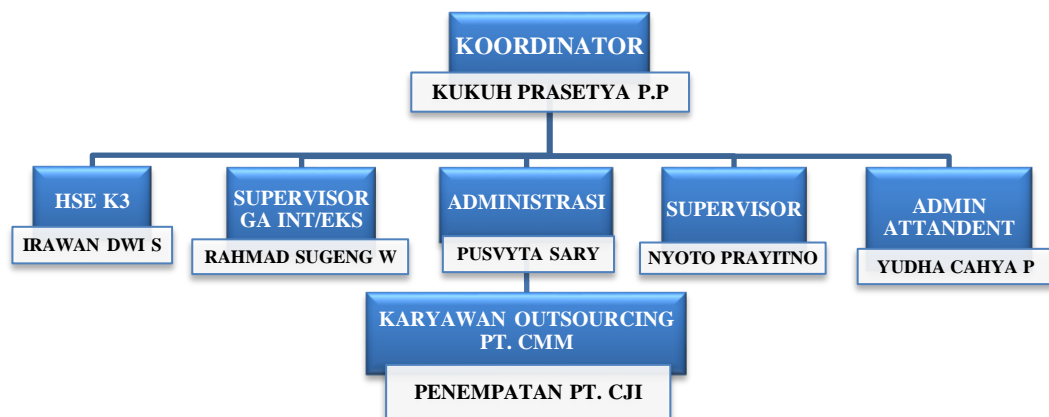 KOORDINATOR
KUKUH PRASETYA P.P
HSE K3
IRAWAN DWI S
SUPERVISOR
GA INT/EKS
RAHMAD SUGENG W
ADMINISTRASI
PUSVYTA SARY
SUPERVISOR
NYOTO PRAYITNO
ADMIN
ATTANDENT
YUDHA CAHYA P
KARYAWAN OUTSOURCING
PT. CMM
PENEMPATAN PT. CJI